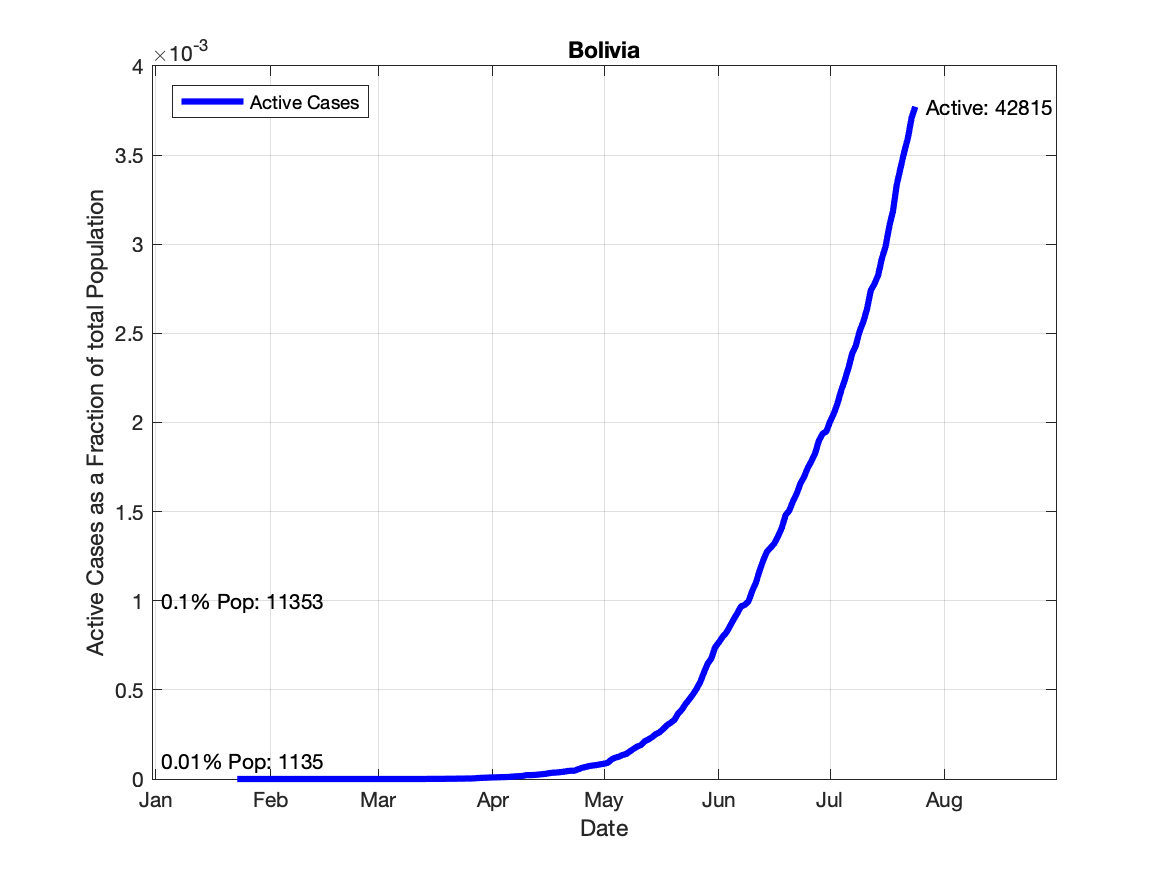 Bolivia
×10-3
4
3.5
3
2.5
2
1.5
1
0.5
0
Active Cases as a Fraction of total Population
Active Cases
Active: 42815
0.1% Pop: 11353
0.01% Pop: 1135
Jan Feb Mar Apr May Jun Jul Aug
Date